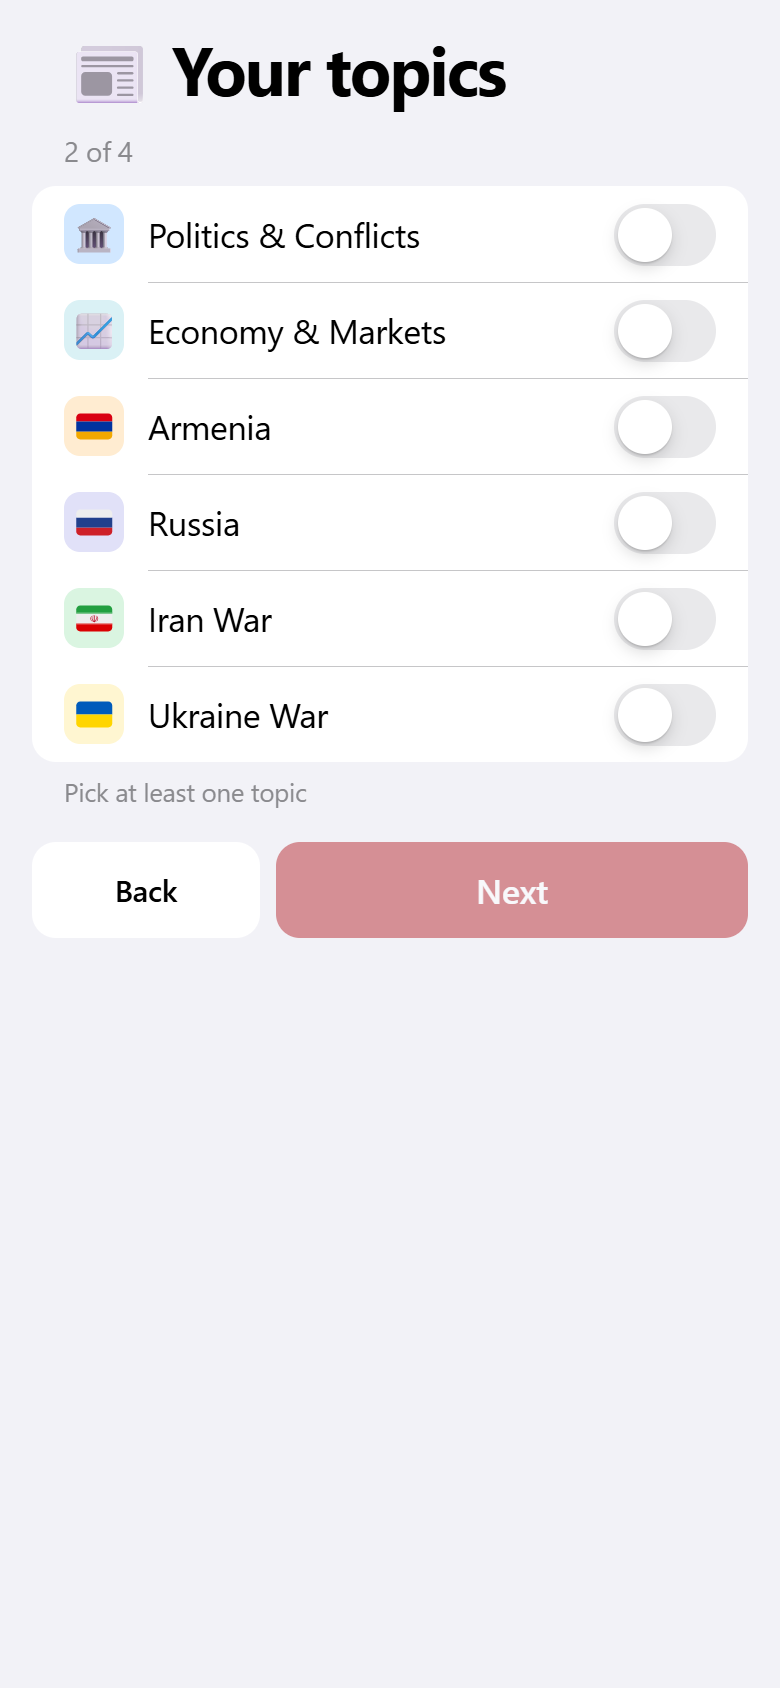 Your topics
2 of 4
Politics & Conflicts
Economy & Markets
Armenia
Russia
Iran War
Ukraine War
Pick at least one topic
Back
Next